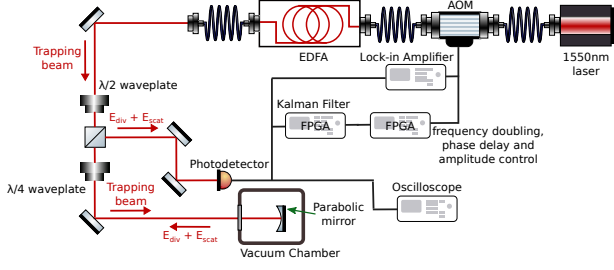 AOM
EDFA
Lock-in Amplifier
1550nm
laser
Trapping
beam
λ/2 waveplate
Kalman Filter
FPGA
FPGA
E_div + E_scat
frequency doubling,
phase delay and
amplitude control
Photodetector
λ/4 waveplate
Trapping
beam
Oscilloscope
Parabolic
mirror
E_div + E_scat
Vacuum Chamber